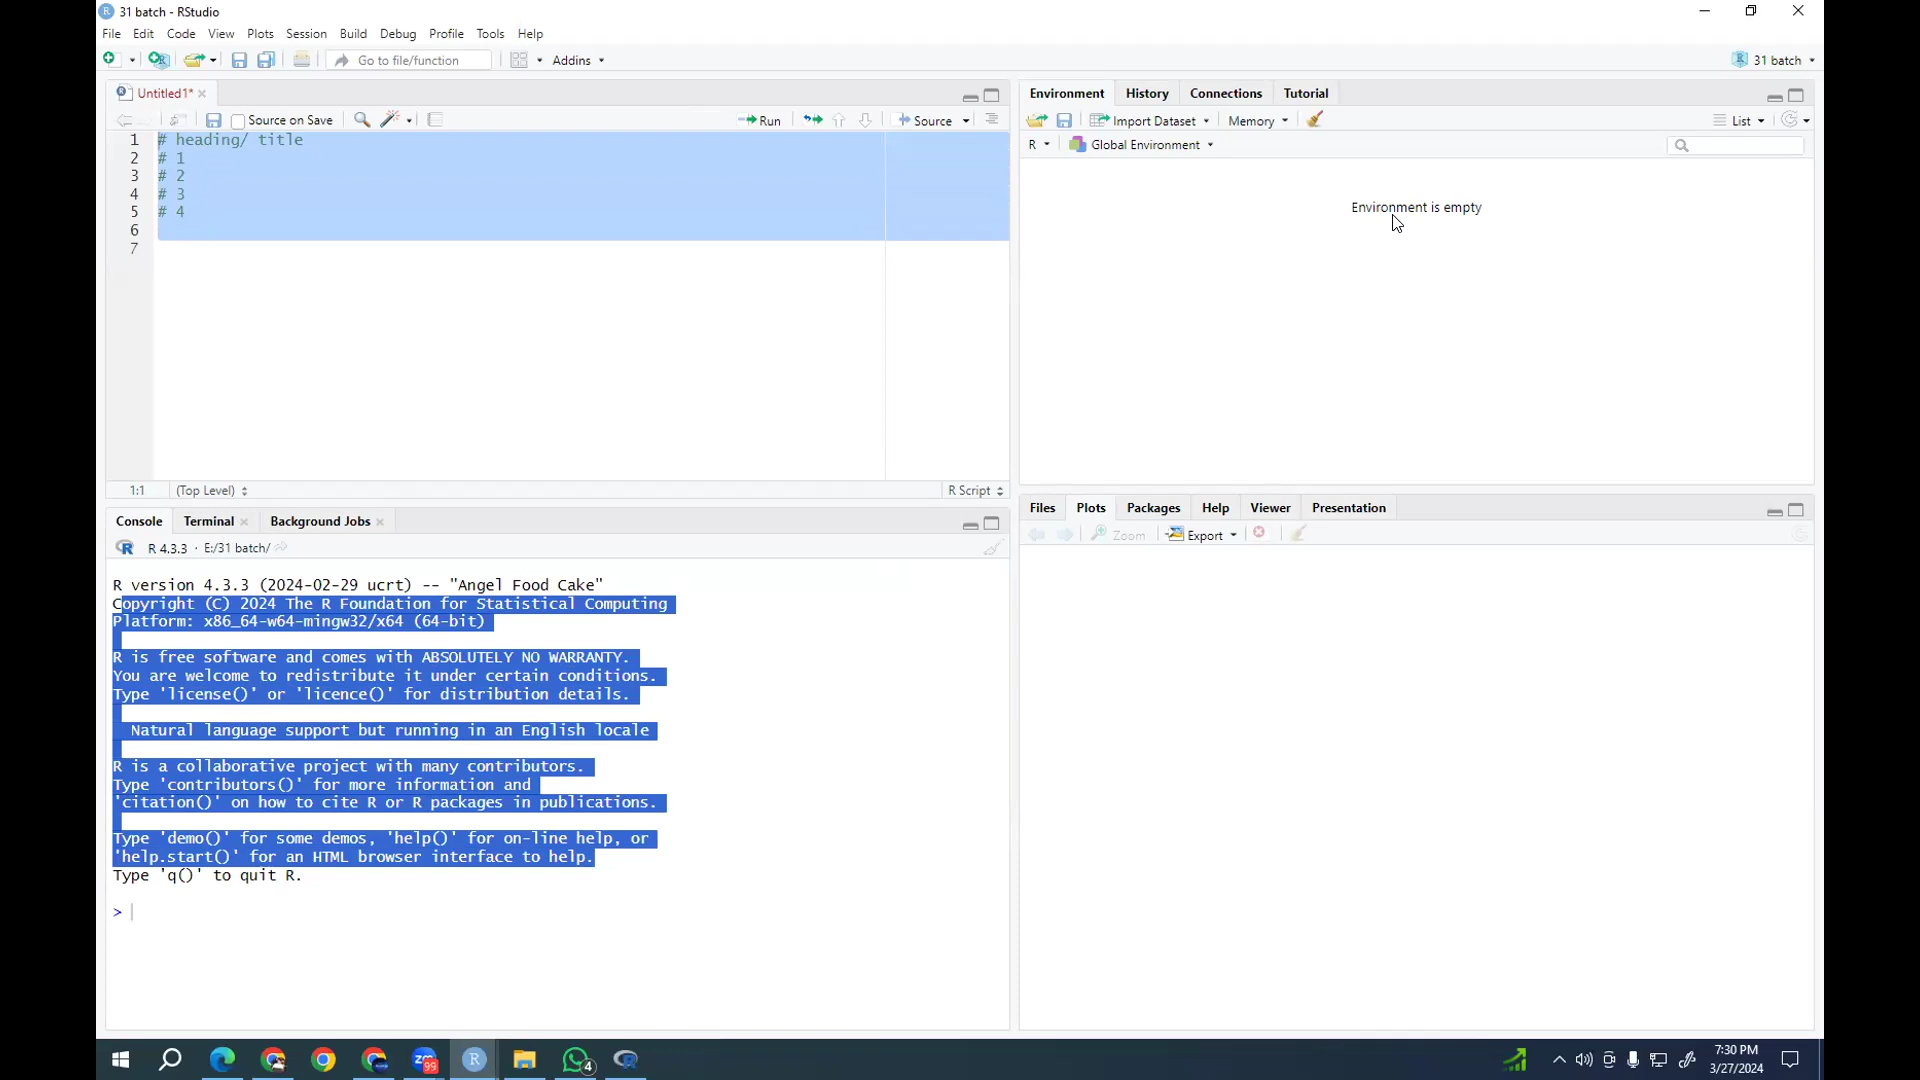 31 batch - RStudio
File Edit Code View Plots Session Build Debug Profile Tools Help
Go to file/function Addins 31 batch
Untitled1*
Source on Save Run Source
1 # heading/ title
2 # 1
3 # 2
4 # 3
5 # 4
6
7
1:1 (Top Level) R Script
Console Terminal Background Jobs
R 4.3.3 · E:/31 batch/
R version 4.3.3 (2024-02-29 ucrt) -- "Angel Food Cake"
Copyright (C) 2024 The R Foundation for Statistical Computing
Platform: x86_64-w64-mingw32/x64 (64-bit)
R is free software and comes with ABSOLUTELY NO WARRANTY.
You are welcome to redistribute it under certain conditions.
Type 'license()' or 'licence()' for distribution details.
Natural language support but running in an English locale
R is a collaborative project with many contributors.
Type 'contributors()' for more information and
'citation()' on how to cite R or R packages in publications.
Type 'demo()' for some demos, 'help()' for on-line help, or
'help.start()' for an HTML browser interface to help.
Type 'q()' to quit R.
>
Environment History Connections Tutorial
Import Dataset Memory List
R Global Environment
Environment is empty
Files Plots Packages Help Viewer Presentation
Zoom Export
zm 99 R 4 R
7:30 PM
3/27/2024